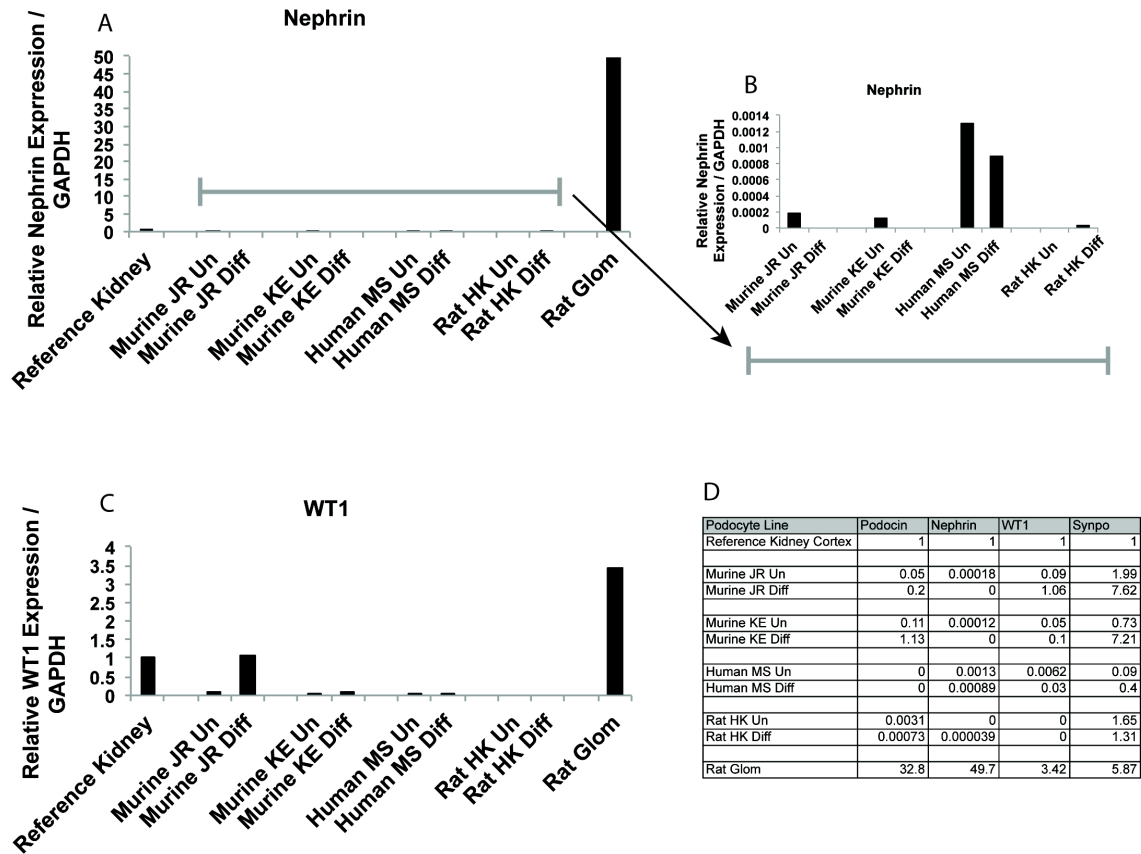 A
Nephrin
Relative Nephrin Exprression /
GAPDH
50
45
40
35
30
25
20
15
10
5
0
Reference Kidney
Murine JR Un
Murine JR Diff
Murine KE Un
Murine KE Diff
Human MS Un
Human MS Diff
Rat HK Un
Rat HK Diff
Rat Glom
B
Nephrin
Relative Nephrin
Expression / GAPDH
0.0014
0.0012
0.001
0.0008
0.0006
0.0004
0.0002
0
Murine JR Un
Murine JR Diff
Murine KE Un
Murine KE Diff
Human MS Un
Human MS Diff
Rat HK Un
Rat HK Diff
C
WT1
Relative WT1 Expression /
GAPDH
4
3.5
3
2.5
2
1.5
1
0.5
0
Reference Kidney
Murine JR Un
Murine JR Diff
Murine KE Un
Murine KE Diff
Human MS Un
Human MS Diff
Rat HK Un
Rat HK Diff
Rat Glom
D
Podocyte Line Podocin Nephrin WT1 Synpo
Reference Kidney Cortex 1 1 1 1
Murine JR Un 0.05 0.00018 0.09 1.99
Murine JR Diff 0.2 0 1.06 7.62
Murine KE Un 0.11 0.00012 0.05 0.73
Murine KE Diff 1.13 0 0.1 7.21
Human MS Un 0 0.0013 0.0062 0.09
Human MS Diff 0 0.00089 0.03 0.4
Rat HK Un 0.0031 0 0 1.65
Rat HK Diff 0.00073 0.000039 0 1.31
Rat Glom 32.8 49.7 3.42 5.87